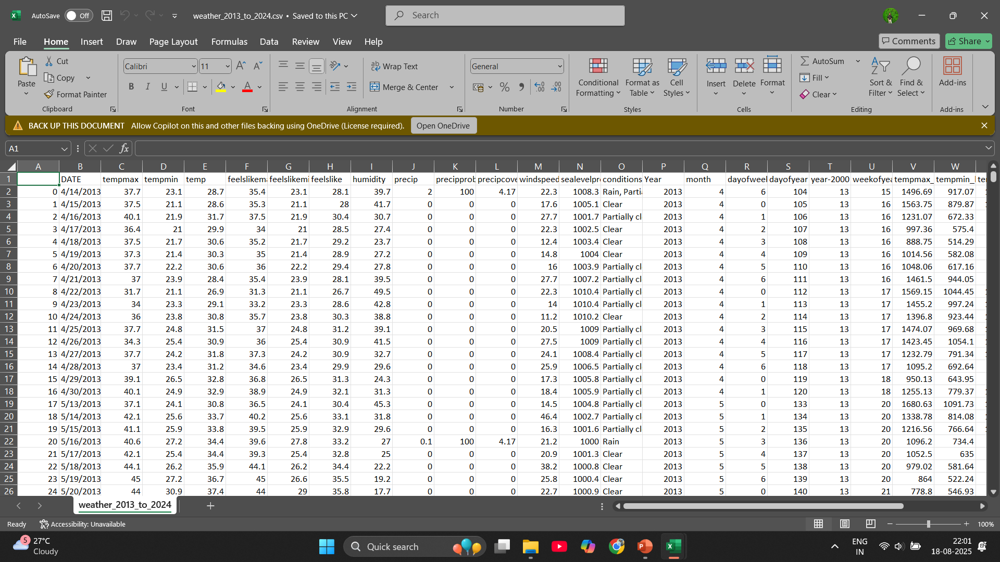 AutoSave Off weather_2013_to_2024.csv • Saved to this PC Search
File Home Insert Draw Page Layout Formulas Data Review View Help Comments Share
Paste Cut Copy Format Painter Clipboard
Calibri 11 B I U A Font
Wrap Text Merge & Center Alignment
General % Number
Conditional Formatting Format as Table Cell Styles Styles
Insert Delete Format Cells
AutoSum Fill Clear Sort & Filter Find & Select Editing
Add-ins Add-ins
BACK UP THIS DOCUMENT Allow Copilot on this and other files backing using OneDrive (License required). Open OneDrive
A1 fx
A B C D E F G H I J K L M N O P Q R S T U V W
1 DATE tempmax tempmin temp feelslikema feelslikemi feelslike humidity precip precipprob precipcove windspeed sealevelpre conditions Year month dayofweel dayofyear year-2000 weekofyea tempmax_ tempmin_ ter
2 0 4/14/2013 37.7 23.1 28.7 35.4 23.1 28.1 39.7 2 100 4.17 22.3 1008.3 Rain, Partia 2013 4 6 104 13 15 1496.69 917.07
3 1 4/15/2013 37.5 21.1 28.6 35.3 21.1 28 41.7 0 0 0 17.6 1005.1 Clear 2013 4 0 105 13 16 1563.75 879.87
4 2 4/16/2013 40.1 21.9 31.7 37.5 21.9 30.4 30.7 0 0 0 27.7 1001.7 Partially cl 2013 4 1 106 13 16 1231.07 672.33
5 3 4/17/2013 36.4 21 29.9 34 21 28.5 27.4 0 0 0 22.3 1002.5 Clear 2013 4 2 107 13 16 997.36 575.4
6 4 4/18/2013 37.5 21.7 30.6 35.2 21.7 29.2 23.7 0 0 0 12.4 1003.4 Clear 2013 4 3 108 13 16 888.75 514.29
7 5 4/19/2013 37.3 21.4 30.3 35 21.4 28.9 27.2 0 0 0 14.8 1004 Clear 2013 4 4 109 13 16 1014.56 582.08
8 6 4/20/2013 37.7 22.2 30.6 36 22.2 29.4 27.8 0 0 0 16 1003.9 Partially cl 2013 4 5 110 13 16 1048.06 617.16
9 7 4/21/2013 37 23.9 28.4 35.4 23.9 28.1 39.5 0 0 0 27.7 1007.2 Partially cl 2013 4 6 111 13 16 1461.5 944.05
10 8 4/22/2013 31.7 21.1 26.9 31.3 21.1 26.7 49.5 0 0 0 22.3 1010.4 Partially cl 2013 4 0 112 13 17 1569.15 1044.45
11 9 4/23/2013 34 23.3 29.1 33.2 23.3 28.6 42.8 0 0 0 14 1010.4 Partially cl 2013 4 1 113 13 17 1455.2 997.24
12 10 4/24/2013 36 23.8 30.8 35.7 23.8 30.3 38.8 0 0 0 11.2 1010.2 Clear 2013 4 2 114 13 17 1396.8 923.44
13 11 4/25/2013 37.7 24.8 31.5 37 24.8 31.2 39.1 0 0 0 20.5 1009 Partially cl 2013 4 3 115 13 17 1474.07 969.68
14 12 4/26/2013 34.3 25.4 30.9 36 25.4 30.9 41.5 0 0 0 27.5 1009 Partially cl 2013 4 4 116 13 17 1423.45 1054.1
15 13 4/27/2013 37.7 24.2 31.8 37.3 24.2 30.9 32.7 0 0 0 24.1 1008.4 Partially cl 2013 4 5 117 13 17 1232.79 791.34
16 14 4/28/2013 37 23.4 31.2 34.6 23.4 29.9 29.6 0 0 0 25.9 1006.5 Partially cl 2013 4 6 118 13 17 1095.2 692.64
17 15 4/29/2013 39.1 26.5 32.8 36.8 26.5 31.3 24.3 0 0 0 17.3 1005.8 Partially cl 2013 4 0 119 13 18 950.13 643.95
18 16 4/30/2013 40.1 24.9 32.9 38.9 24.9 32.1 31.3 0 0 0 18.4 1005.9 Partially cl 2013 4 1 120 13 18 1255.13 779.37
19 17 5/13/2013 37.1 24.1 30.8 36.5 24.1 30.4 45.3 0 0 0 14.5 1004.8 Partially cl 2013 5 0 133 13 20 1680.63 1091.73
20 18 5/14/2013 42.1 25.6 33.7 40.2 25.6 33.1 31.8 0 0 0 46.4 1002.7 Partially cl 2013 5 1 134 13 20 1338.78 814.08
21 19 5/15/2013 41.1 25.9 33.8 39.5 25.9 32.9 29.6 0 0 0 16.3 1001.6 Partially cl 2013 5 2 135 13 20 1216.56 766.64
22 20 5/16/2013 40.6 27.2 34.4 39.6 27.8 33.2 27 0.1 100 4.17 21.2 1000 Rain 2013 5 3 136 13 20 1096.2 734.4
23 21 5/17/2013 42.1 25.4 34.4 39.3 25.4 32.8 25 0 0 0 20.9 1001.3 Clear 2013 5 4 137 13 20 1052.5 635
24 22 5/18/2013 44.1 26.2 35.9 44.1 26.2 34.4 22.2 0 0 0 38.2 1000.8 Clear 2013 5 5 138 13 20 979.02 581.64
25 23 5/19/2013 45 27.2 36.7 45 26.6 35.5 19.2 0 0 0 25.8 1000.4 Clear 2013 5 6 139 13 20 864 522.24
26 24 5/20/2013 44 30.9 37.4 44 29 35.8 17.7 0 0 0 22.7 1000.9 Clear 2013 5 0 140 13 21 778.8 546.93
weather_2013_to_2024
Ready Accessibility: Unavailable 100%
5 27°C Cloudy Quick search ENG IN 22:01 18-08-2025